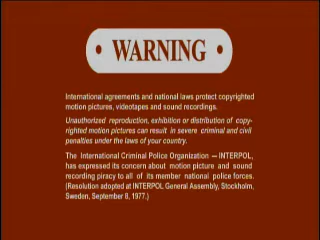 • WARNING •
International agreements and national laws protect copyrighted
motion pictures, videotapes and sound recordings.
Unauthorized reproduction, exhibition or distribution of copy-
righted motion pictures can result in severe criminal and civil
penalties under the laws of your country.
The International Criminal Police Organization — INTERPOL,
has expressed its concern about motion picture and sound
recording piracy to all of its member national police forces.
(Resolution adopted at INTERPOL General Assembly, Stockholm,
Sweden, September 8, 1977.)